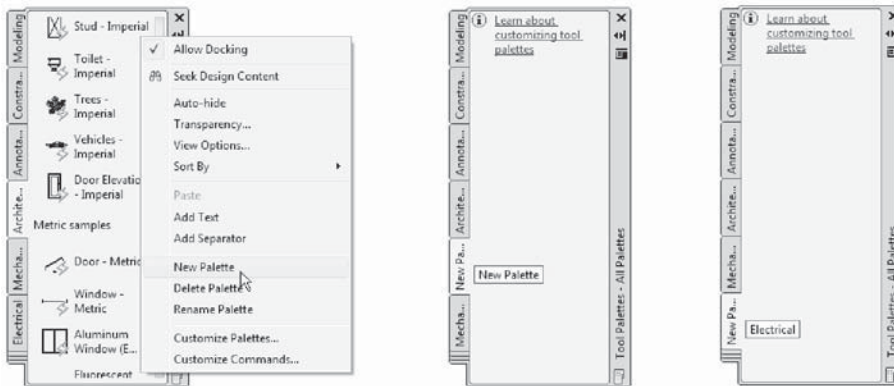 Modeling
Constra...
Annota...
Archite...
Mecha...
Electrical
Stud - Imperial
Toilet -
Imperial
Trees -
Imperial
Vehicles -
Imperial
Door Elevatio
- Imperial
Metric samples
Door - Metric
Window -
Metric
Aluminum
Window (E...
Fluorescent
Allow Docking
Seek Design Content
Auto-hide
Transparency...
View Options...
Sort By
Paste
Add Text
Add Separator
New Palette
Delete Palette
Rename Palette
Customize Palettes...
Customize Commands...
Modeling
Constra...
Annota...
Archite...
New Pa...
Mecha...
Learn about
customizing tool
palettes
New Palette
Tool Palettes - All Palettes
Modeling
Constra...
Annota...
Archite...
Mecha...
New Pa...
Learn about
customizing tool
palettes
Electrical
Tool Palettes - All Palettes